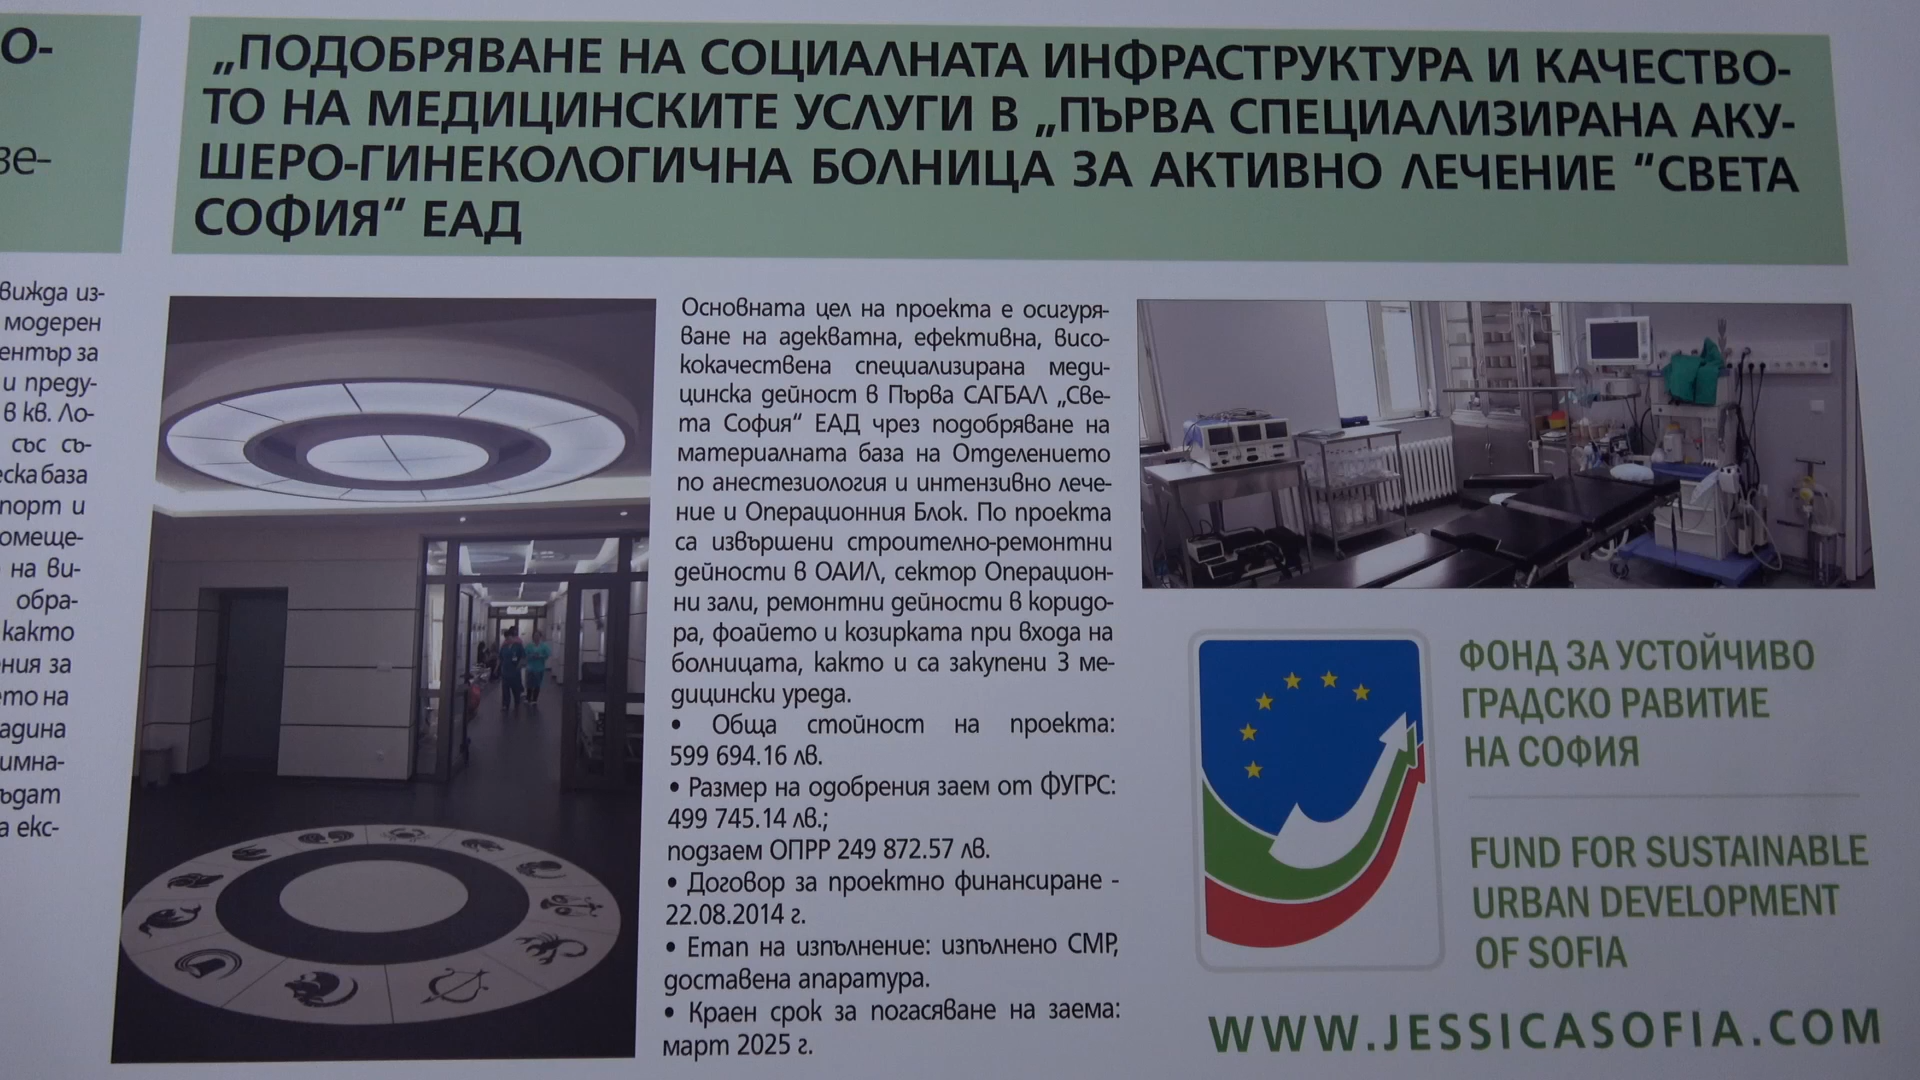 О-
зе-
вижда из-
модерен
ентър за
и преду-
в кв. Ло-
със съ-
еска база
порт и
омеще-
на ви-
обра-
както
ния за
ето на
адина
имна-
ъдат
а екс-
„ПОДОБРЯВАНЕ НА СОЦИАЛНАТА ИНФРАСТРУКТУРА И КАЧЕСТВО-
ТО НА МЕДИЦИНСКИТЕ УСЛУГИ В „ПЪРВА СПЕЦИАЛИЗИРАНА АКУ-
ШЕРО-ГИНЕКОЛОГИЧНА БОЛНИЦА ЗА АКТИВНО ЛЕЧЕНИЕ “СВЕТА
СОФИЯ“ ЕАД
Основната цел на проекта е осигуря-
ване на адекватна, ефективна, висо-
кокачествена специализирана меди-
цинска дейност в Първа САГБАЛ „Све-
та София“ ЕАД чрез подобряване на
материалната база на Отделението
по анестезиология и интензивно лече-
ние и Операционния Блок. По проекта
са извършени строително-ремонтни
дейности в ОАИЛ, сектор Операцион-
ни зали, ремонтни дейности в коридо-
ра, фоайето и козирката при входа на
болницата, както и са закупени 3 ме-
дицински уреда.
• Обща стойност на проекта:
599 694.16 лв.
• Размер на одобрения заем от ФУГРС:
499 745.14 лв.;
подзаем ОПРР 249 872.57 лв.
• Договор за проектно финансиране -
22.08.2014 г.
• Етап на изпълнение: изпълнено СМР,
доставена апаратура.
• Краен срок за погасяване на заема:
март 2025 г.
ФОНД ЗА УСТОЙЧИВО
ГРАДСКО РАВИТИЕ
НА СОФИЯ
FUND FOR SUSTAINABLE
URBAN DEVELOPMENT
OF SOFIA
WWW.JESSICASOFIA.COM